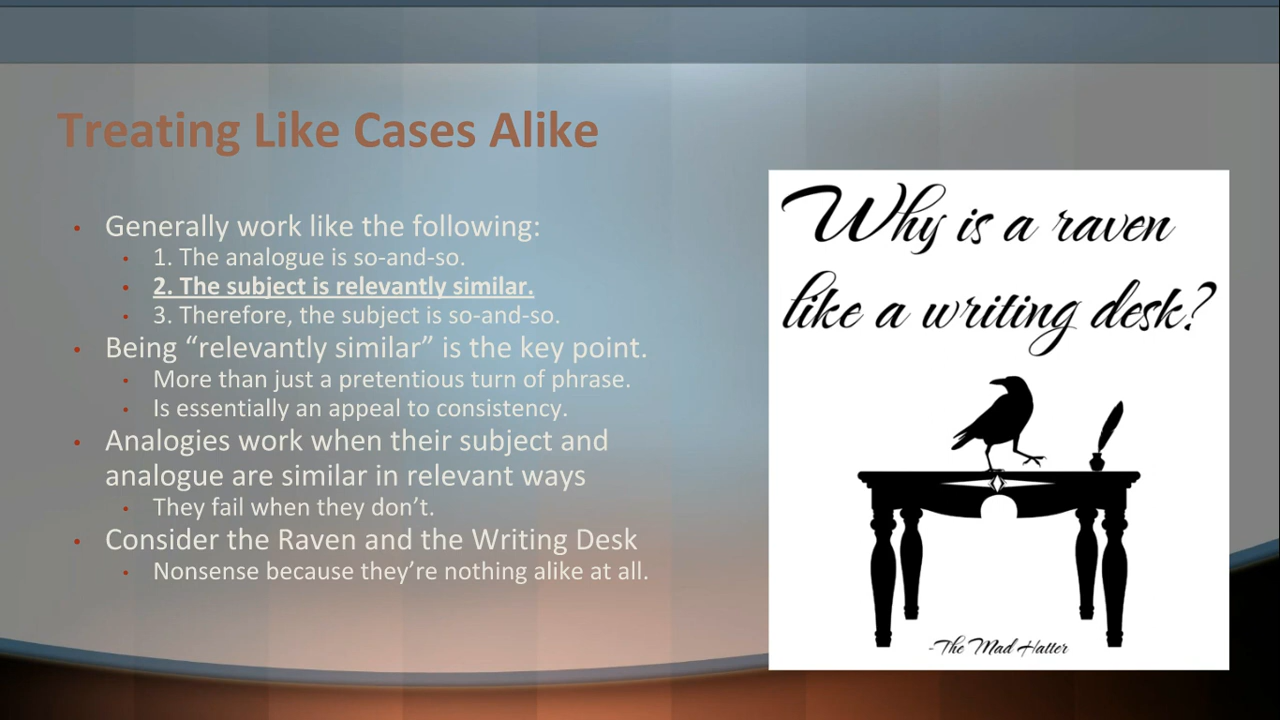 Treating Like Cases Alike
• Generally work like the following:
• 1. The analogue is so-and-so.
• 2. The subject is relevantly similar.
• 3. Therefore, the subject is so-and-so.
• Being “relevantly similar” is the key point.
• More than just a pretentious turn of phrase.
• Is essentially an appeal to consistency.
• Analogies work when their subject and
analogue are similar in relevant ways
• They fail when they don’t.
• Consider the Raven and the Writing Desk
• Nonsense because they’re nothing alike at all.
Why is a raven
like a writing desk?
-The Mad Hatter